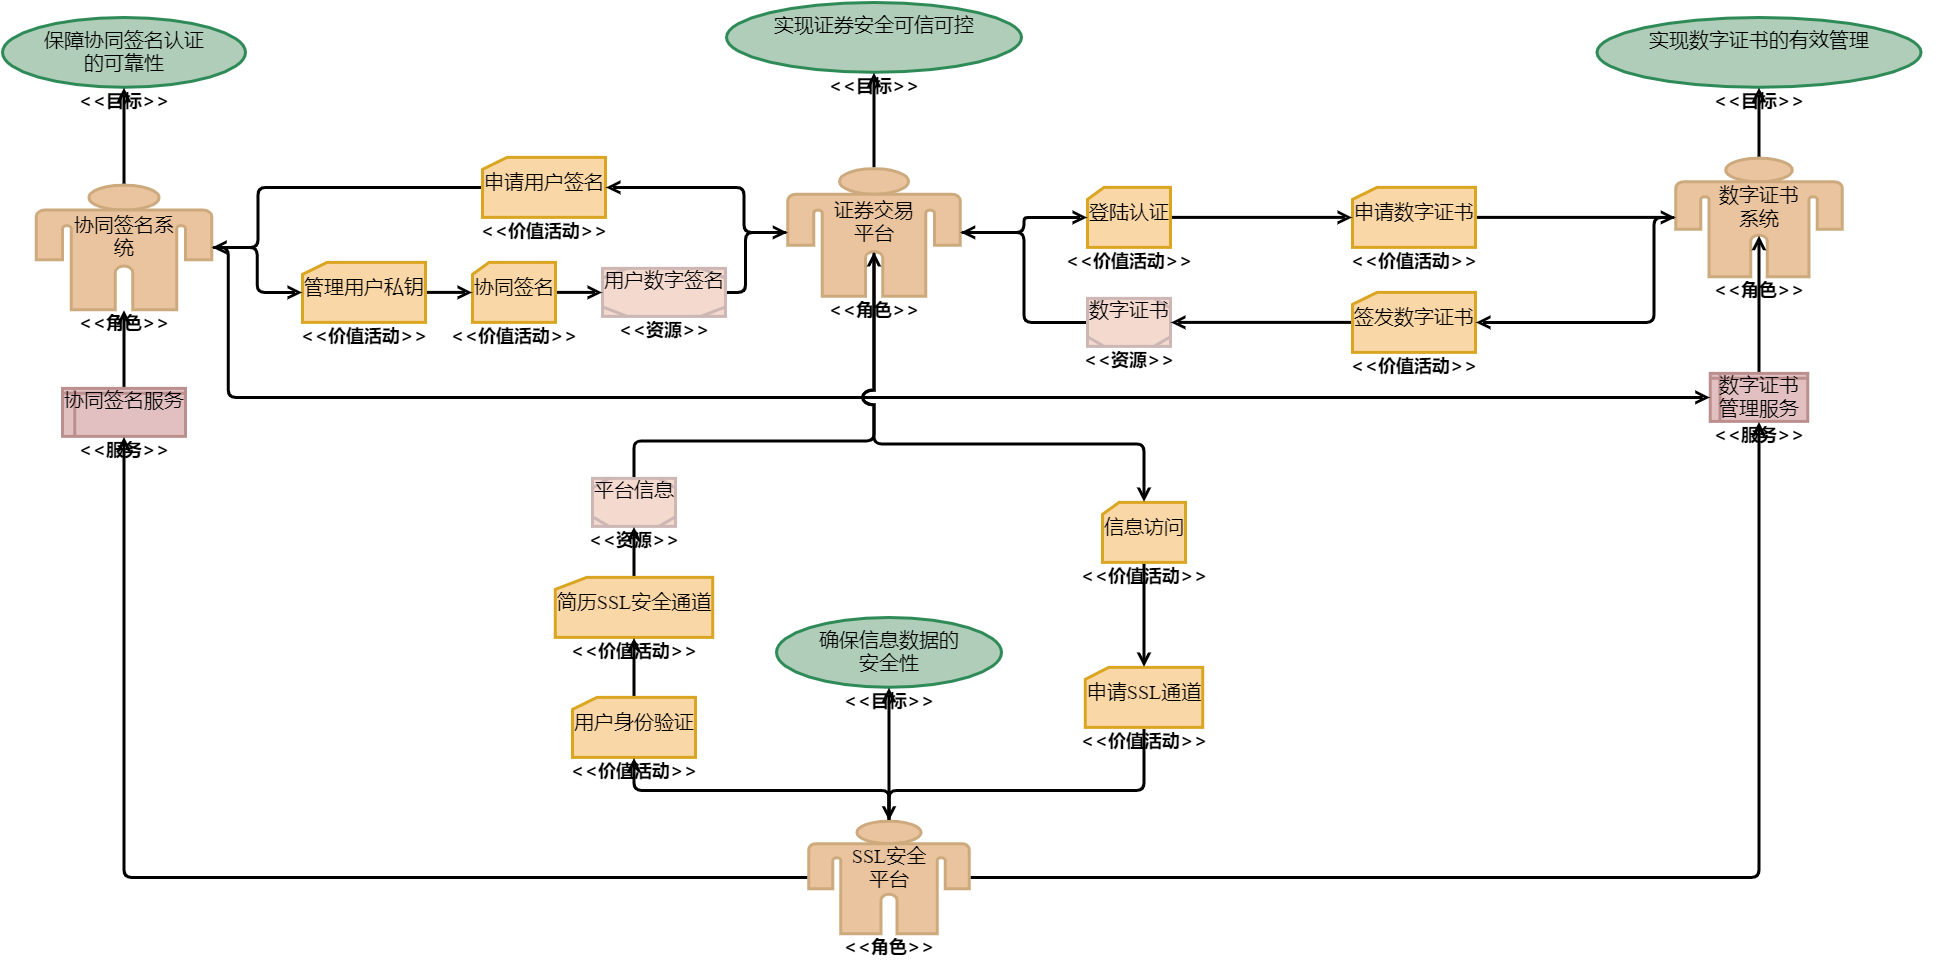 保障协同签名认证
的可靠性
<<目标>>
实现证券安全可信可控
<<目标>>
实现数字证书的有效管理
<<目标>>
协同签名系
统
<<角色>>
申请用户签名
<<价值活动>>
管理用户私钥
<<价值活动>>
协同签名
<<价值活动>>
用户数字签名
<<资源>>
证券交易
平台
<<角色>>
登陆认证
<<价值活动>>
申请数字证书
<<价值活动>>
数字证书
<<资源>>
签发数字证书
<<价值活动>>
数字证书
系统
<<角色>>
协同签名服务
<<服务>>
数字证书
管理服务
<<服务>>
平台信息
<<资源>>
信息访问
<<价值活动>>
简历SSL安全通道
<<价值活动>>
确保信息数据的
安全性
<<目标>>
申请SSL通道
<<价值活动>>
用户身份验证
<<价值活动>>
SSL安全
平台
<<角色>>